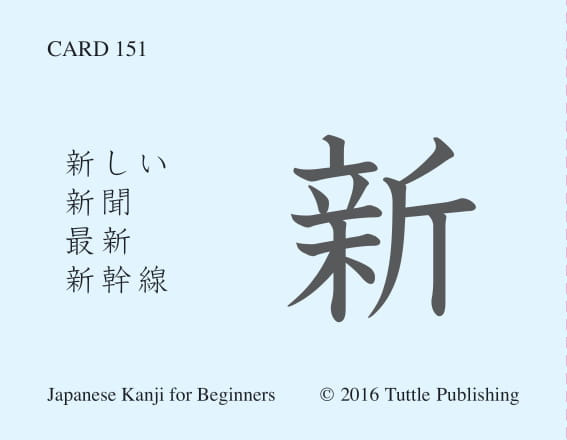 CARD 151
新しい
新聞
最新
新幹線
新
Japanese Kanji for Beginners
© 2016 Tuttle Publishing